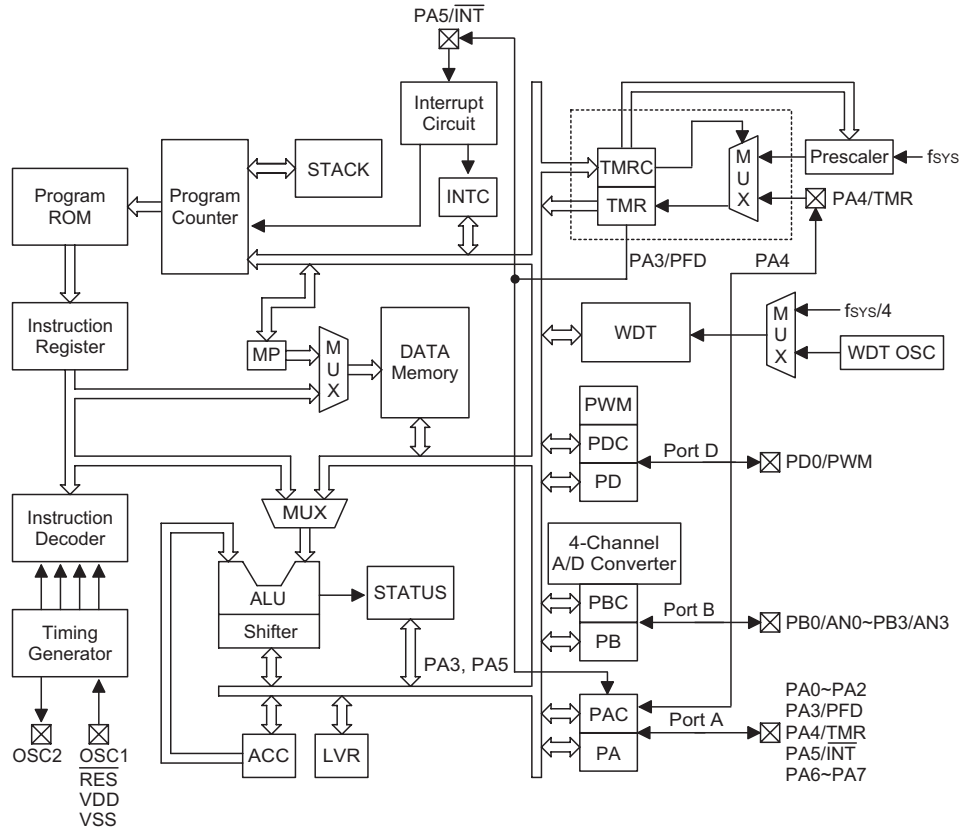 PA5/INT
Interrupt
Circuit
STACK
INTC
Program
ROM
Program
Counter
TMRC
TMR
M
U
X
Prescaler
fSYS
PA4/TMR
PA3/PFD
PA4
Instruction
Register
MP
M
U
X
DATA
Memory
WDT
M
U
X
fSYS/4
WDT OSC
PWM
PDC
PD
Port D
PD0/PWM
Instruction
Decoder
MUX
ALU
Shifter
STATUS
4-Channel
A/D Converter
PBC
PB
Port B
PB0/AN0~PB3/AN3
Timing
Generator
PA3, PA5
PAC
PA
Port A
PA0~PA2
PA3/PFD
PA4/TMR
PA5/INT
PA6~PA7
OSC2
OSC1
RES
VDD
VSS
ACC
LVR